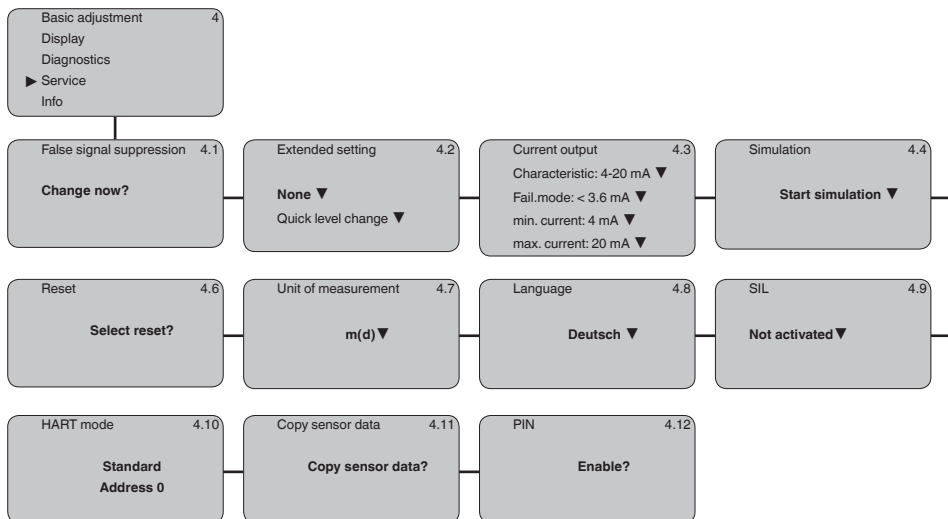 Basic adjustment 4
Display
Diagnostics
▶ Service
Info
False signal suppression 4.1
Change now?
Extended setting 4.2
None ▼
Quick level change ▼
Current output 4.3
Characteristic: 4-20 mA ▼
Fail.mode: < 3.6 mA ▼
min. current: 4 mA ▼
max. current: 20 mA ▼
Simulation 4.4
Start simulation ▼
Reset 4.6
Select reset?
Unit of measurement 4.7
m(d) ▼
Language 4.8
Deutsch ▼
SIL 4.9
Not activated ▼
HART mode 4.10
Standard
Address 0
Copy sensor data 4.11
Copy sensor data?
PIN 4.12
Enable?